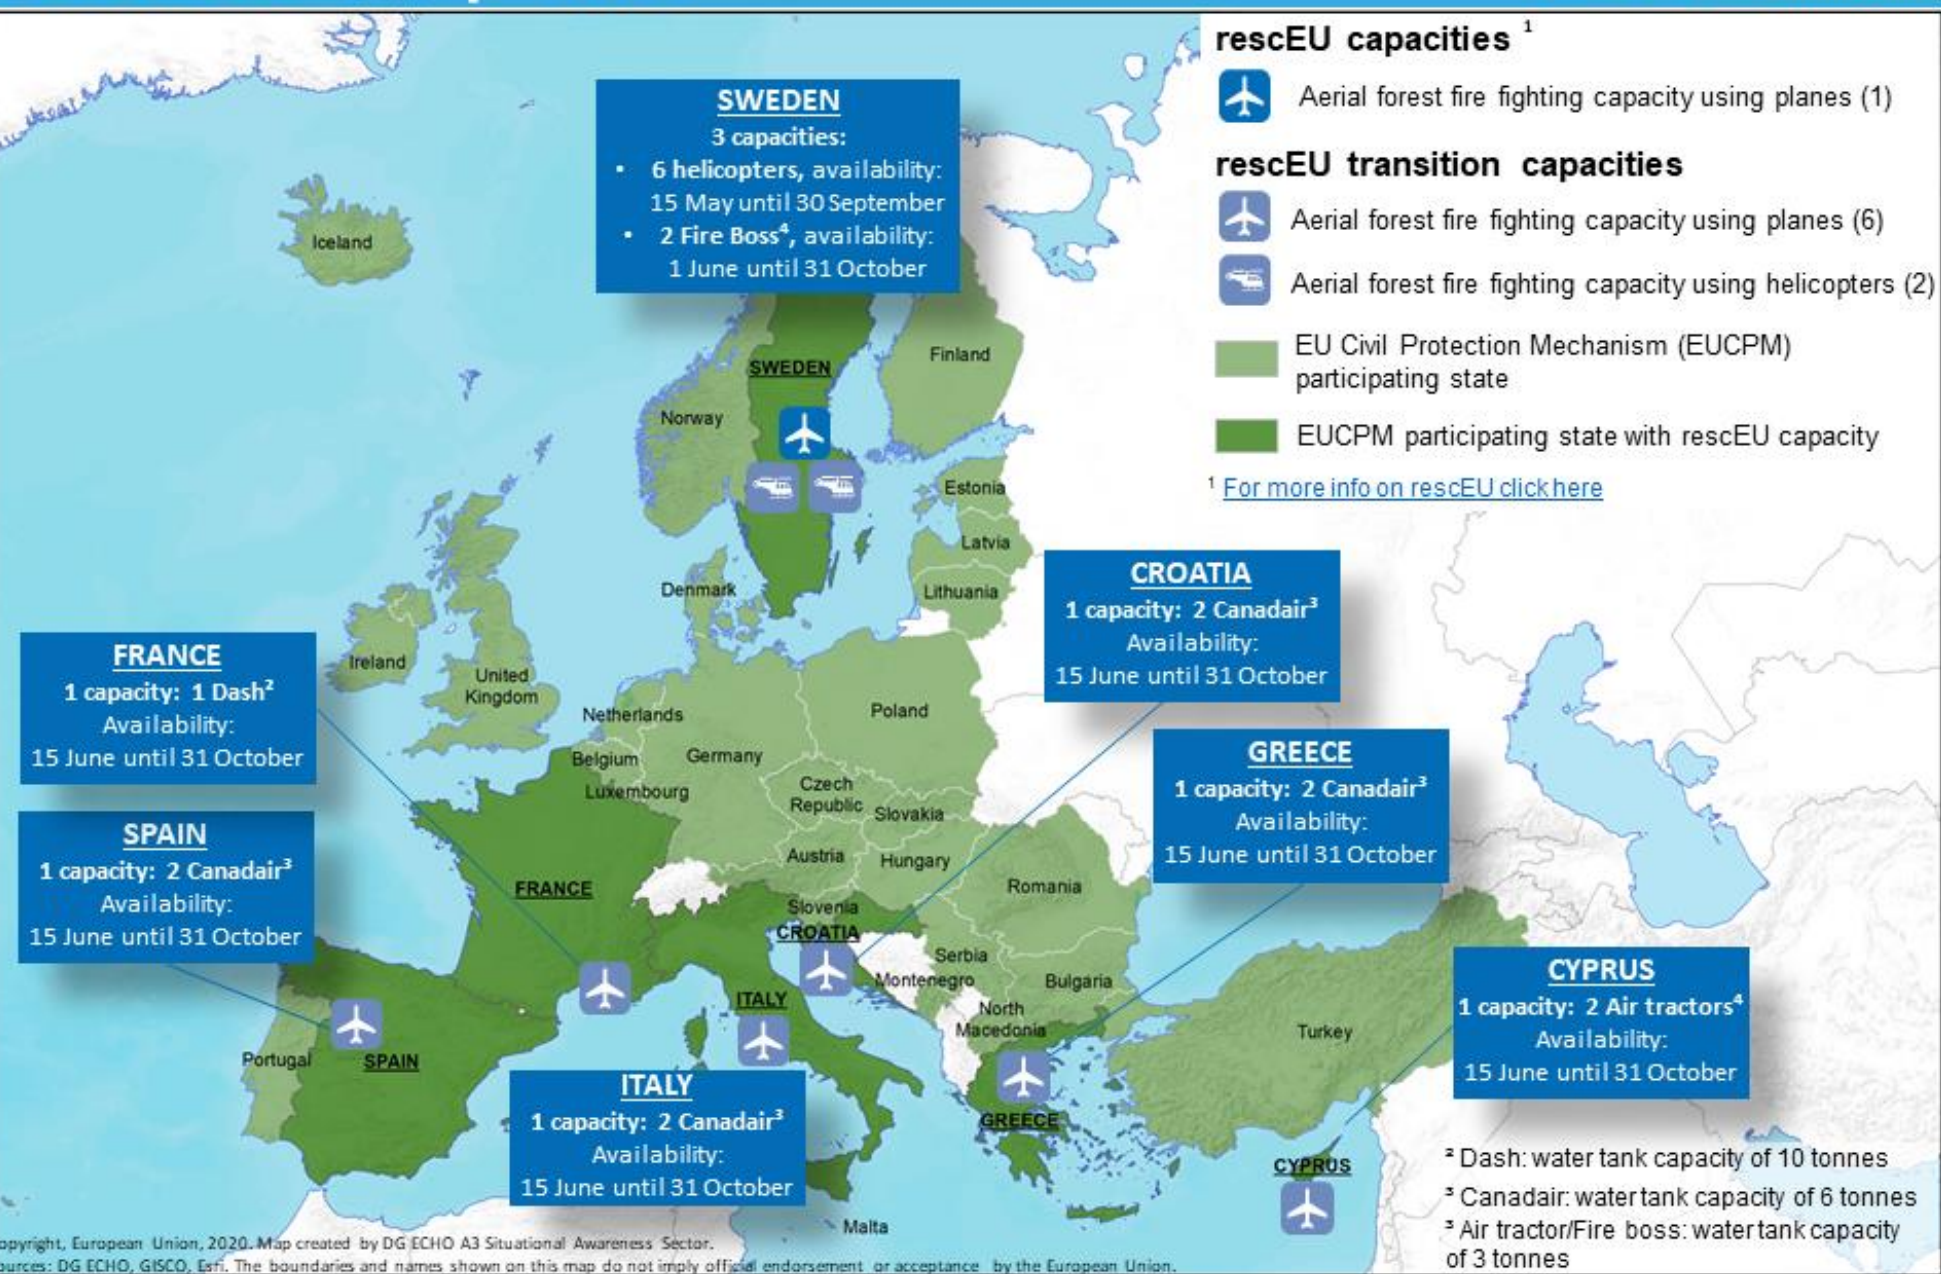 rescEU capacities ¹
Aerial forest fire fighting capacity using planes (1)
rescEU transition capacities
Aerial forest fire fighting capacity using planes (6)
Aerial forest fire fighting capacity using helicopters (2)
EU Civil Protection Mechanism (EUCPM)
participating state
EUCPM participating state with rescEU capacity
¹ For more info on rescEU click here
SWEDEN
3 capacities:
• 6 helicopters, availability:
15 May until 30 September
• 2 Fire Boss⁴, availability:
1 June until 31 October
Iceland
SWEDEN
Finland
Norway
Estonia
Latvia
Lithuania
Denmark
CROATIA
1 capacity: 2 Canadair³
Availability:
15 June until 31 October
FRANCE
1 capacity: 1 Dash²
Availability:
15 June until 31 October
Ireland
United
Kingdom
Netherlands
Belgium
Luxembourg
Germany
Poland
Czech
Republic
Slovakia
Austria
Hungary
Romania
GREECE
1 capacity: 2 Canadair³
Availability:
15 June until 31 October
SPAIN
1 capacity: 2 Canadair³
Availability:
15 June until 31 October
FRANCE
Slovenia
CROATIA
Serbia
Montenegro
Bulgaria
North
Macedonia
ITALY
Portugal
SPAIN
Turkey
CYPRUS
1 capacity: 2 Air tractors⁴
Availability:
15 June until 31 October
ITALY
1 capacity: 2 Canadair³
Availability:
15 June until 31 October
GREECE
CYPRUS
Malta
² Dash: water tank capacity of 10 tonnes
³ Canadair: water tank capacity of 6 tonnes
³ Air tractor/Fire boss: water tank capacity
of 3 tonnes
opyright, European Union, 2020. Map created by DG ECHO A3 Situational Awareness Sector.
ources: DG ECHO, GISCO, Esri. The boundaries and names shown on this map do not imply official endorsement or acceptance by the European Union.